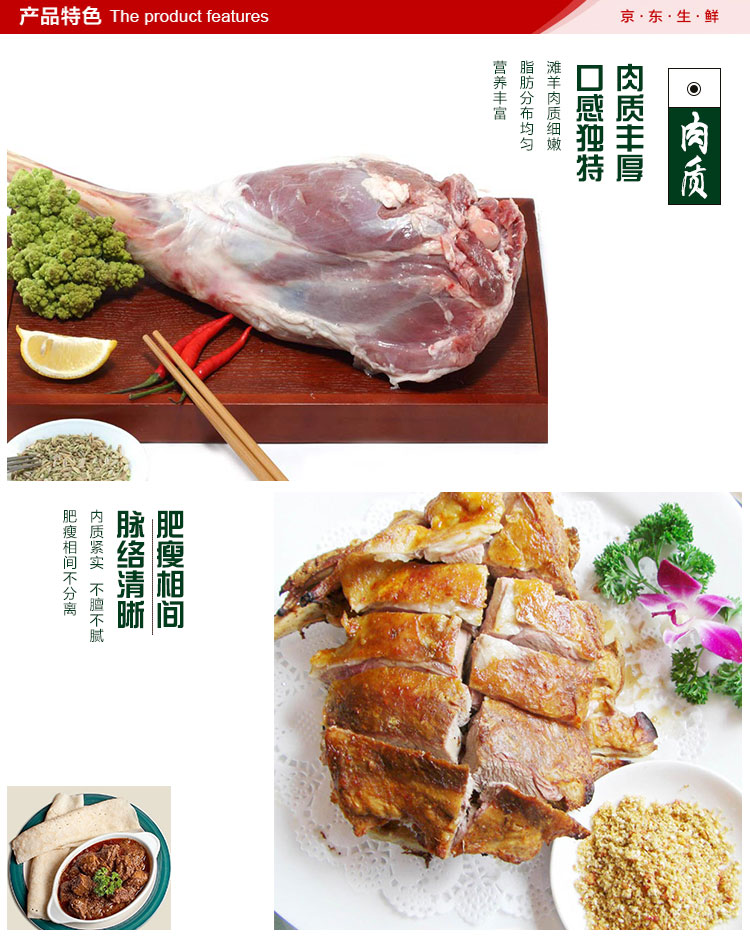 产品特色 The product features
京·东·生·鲜
肉质
肉质丰厚
口感独特
滩羊肉质细嫩
脂肪分布均匀
营养丰富
肥瘦相间
脉络清晰
内质紧实 不膻不腻
肥瘦相间不分离